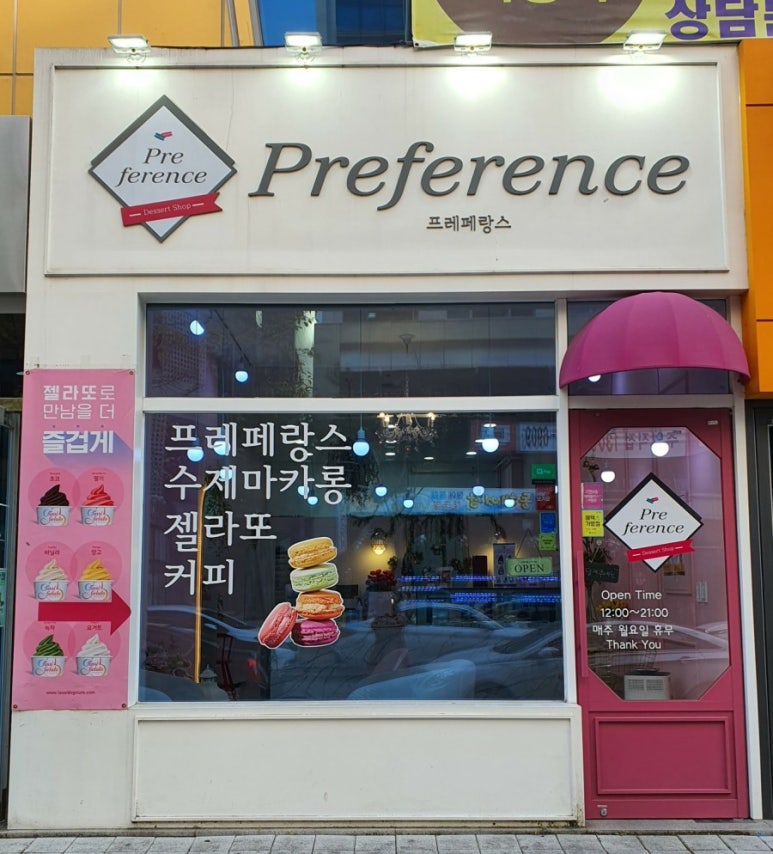 상담
Pre
ference
Dessert Shop
Preference
프레페랑스
젤라또로
만남을 더
즐겁게
초코
딸기
바닐라
망고
녹차
요거트
프레페랑스
수제마카롱
젤라또
커피
OPEN
Pre
ference
Dessert Shop
Open Time
12:00~21:00
매주 월요일 휴무
Thank You